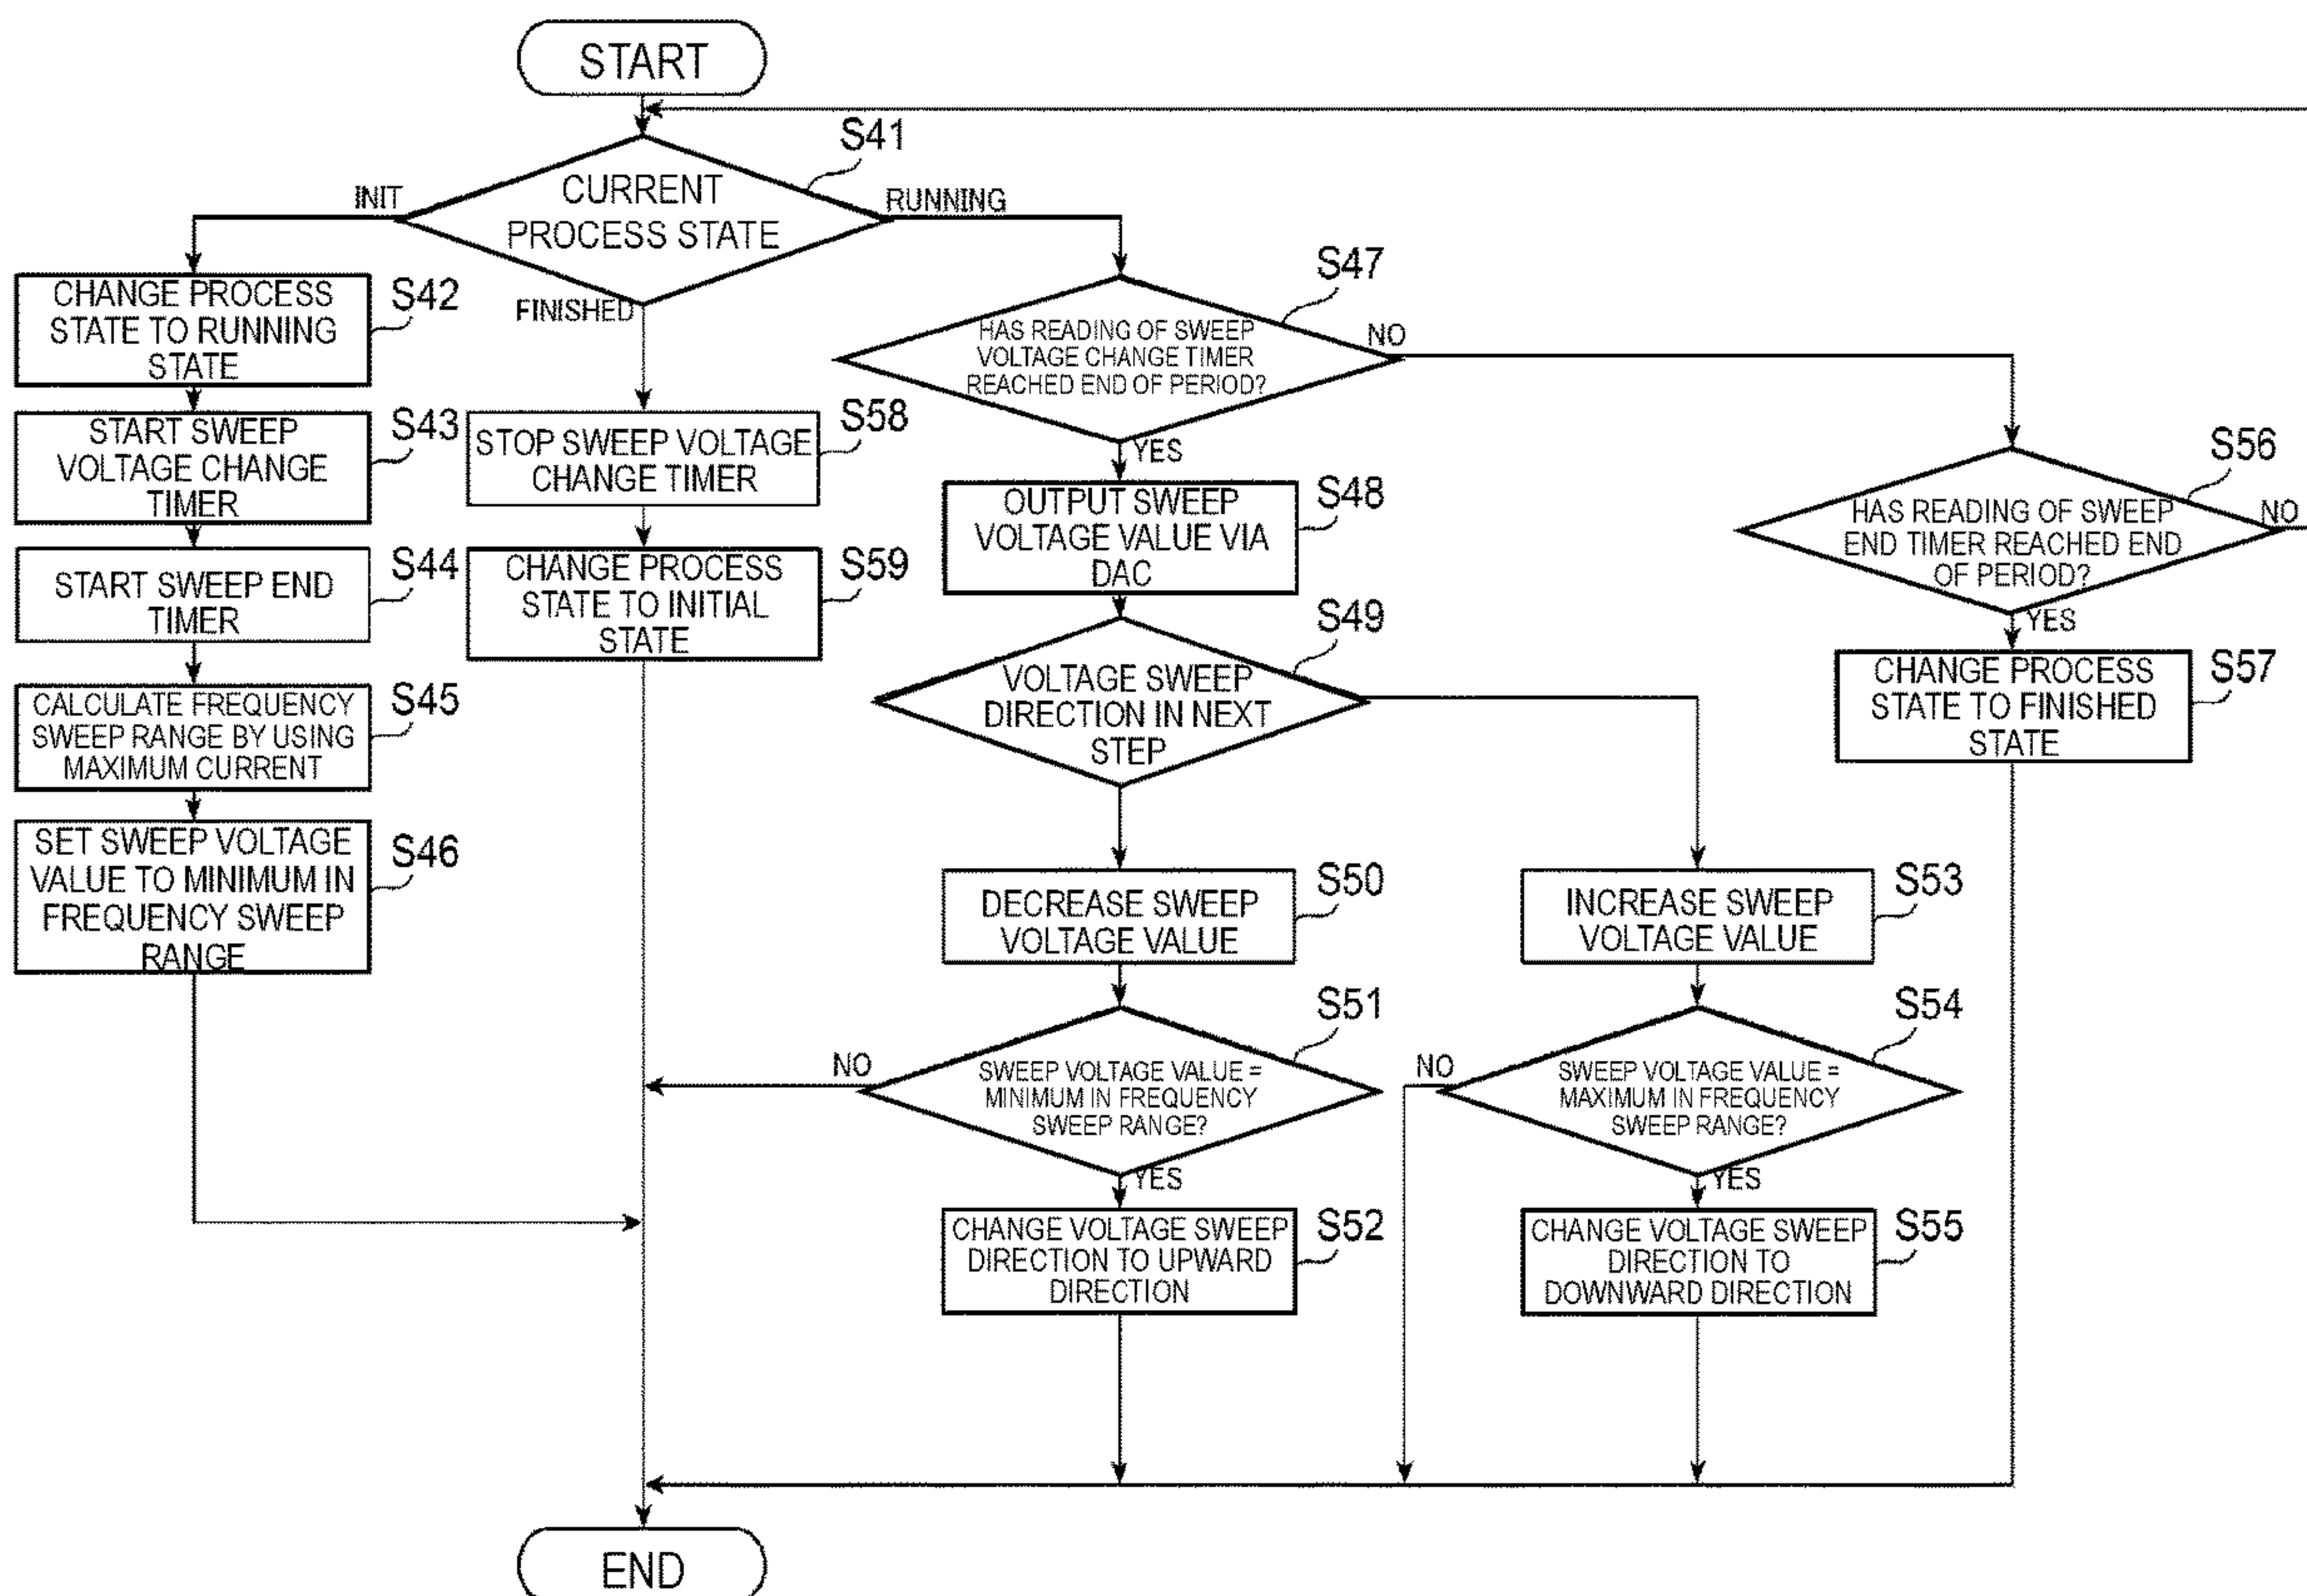 START
S41
CURRENT
PROCESS STATE
INIT
RUNNING
FINISHED
CHANGE PROCESS
STATE TO RUNNING
STATE
S42
START SWEEP
VOLTAGE CHANGE
TIMER
S43
START SWEEP END
TIMER
S44
CALCULATE FREQUENCY
SWEEP RANGE BY USING
MAXIMUM CURRENT
S45
SET SWEEP VOLTAGE
VALUE TO MINIMUM IN
FREQUENCY SWEEP
RANGE
S46
STOP SWEEP VOLTAGE
CHANGE TIMER
S58
CHANGE PROCESS
STATE TO INITIAL
STATE
S59
S47
HAS READING OF SWEEP
VOLTAGE CHANGE TIMER
REACHED END OF PERIOD?
NO
YES
OUTPUT SWEEP
VOLTAGE VALUE VIA
DAC
S48
S49
VOLTAGE SWEEP
DIRECTION IN NEXT
STEP
DECREASE SWEEP
VOLTAGE VALUE
S50
S51
SWEEP VOLTAGE VALUE =
MINIMUM IN FREQUENCY
SWEEP RANGE?
NO
YES
CHANGE VOLTAGE SWEEP
DIRECTION TO UPWARD
DIRECTION
S52
INCREASE SWEEP
VOLTAGE VALUE
S53
S54
SWEEP VOLTAGE VALUE =
MAXIMUM IN FREQUENCY
SWEEP RANGE?
NO
YES
CHANGE VOLTAGE SWEEP
DIRECTION TO
DOWNWARD DIRECTION
S55
S56
HAS READING OF SWEEP
END TIMER REACHED END
OF PERIOD?
NO
YES
CHANGE PROCESS
STATE TO FINISHED
STATE
S57
END